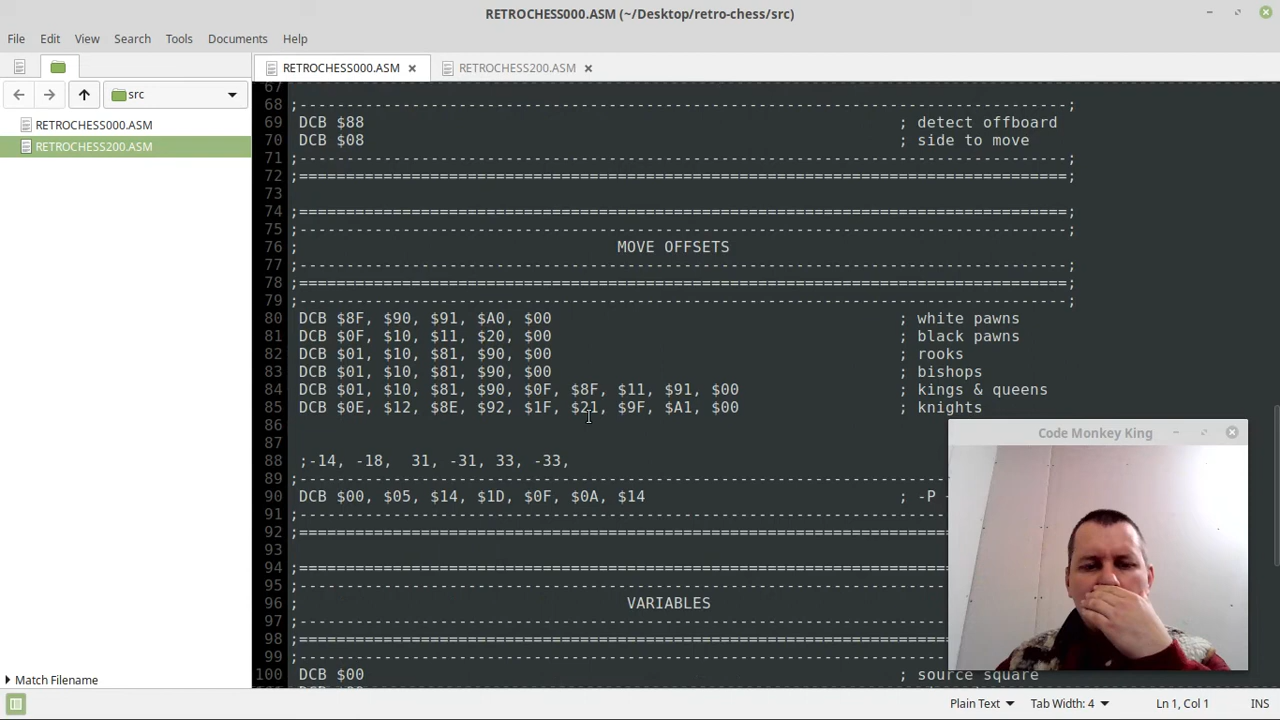 RETROCHESS000.ASM (~/Desktop/retro-chess/src)
File Edit View Search Tools Documents Help
RETROCHESS000.ASM RETROCHESS200.ASM
src
RETROCHESS000.ASM
RETROCHESS200.ASM
67
68 ;----------------------------------------------------------------------------------;
69 DCB $88 ; detect offboard
70 DCB $08 ; side to move
71 ;----------------------------------------------------------------------------------;
72 ;==================================================================================;
73
74 ;==================================================================================;
75 ;----------------------------------------------------------------------------------;
76 ; MOVE OFFSETS
77 ;----------------------------------------------------------------------------------;
78 ;==================================================================================;
79 ;----------------------------------------------------------------------------------;
80 DCB $8F, $90, $91, $A0, $00 ; white pawns
81 DCB $0F, $10, $11, $20, $00 ; black pawns
82 DCB $01, $10, $81, $90, $00 ; rooks
83 DCB $01, $10, $81, $90, $00 ; bishops
84 DCB $01, $10, $81, $90, $0F, $8F, $11, $91, $00 ; kings & queens
85 DCB $0E, $12, $8E, $92, $1F, $21, $9F, $A1, $00 ; knights
86
87
88 ;-14, -18, 31, -31, 33, -33,
89 ;----------------------------------------------------------------------
90 DCB $00, $05, $14, $1D, $0F, $0A, $14 ; -P -
91 ;----------------------------------------------------------------------
92 ;======================================================================
93
94 ;======================================================================
95 ;----------------------------------------------------------------------
96 ; VARIABLES
97 ;----------------------------------------------------------------------
98 ;======================================================================
99 ;----------------------------------------------------------------------
100 DCB $00 ; source square
Code Monkey King
Match Filename
Plain Text Tab Width: 4 Ln 1, Col 1 INS